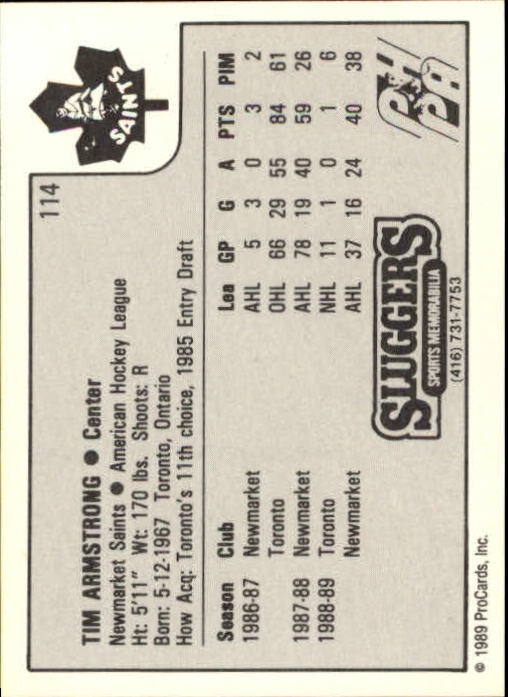 114
SAINTS
TIM ARMSTRONG ● Center
Newmarket Saints ● American Hockey League
Ht: 5'11" Wt: 170 lbs. Shoots: R
Born: 5-12-1967 Toronto, Ontario
How Acq: Toronto's 11th choice, 1985 Entry Draft
Season Club Lea GP G A PTS PIM
1986-87 Newmarket AHL 5 3 0 3 2
Toronto OHL 66 29 55 84 61
1987-88 Newmarket AHL 78 19 40 59 26
1988-89 Toronto NHL 11 1 0 1 6
Newmarket AHL 37 16 24 40 38
SLUGGERS
SPORTS MEMORABILIA
(416) 731-7753
PHPA
© 1989 ProCards, Inc.